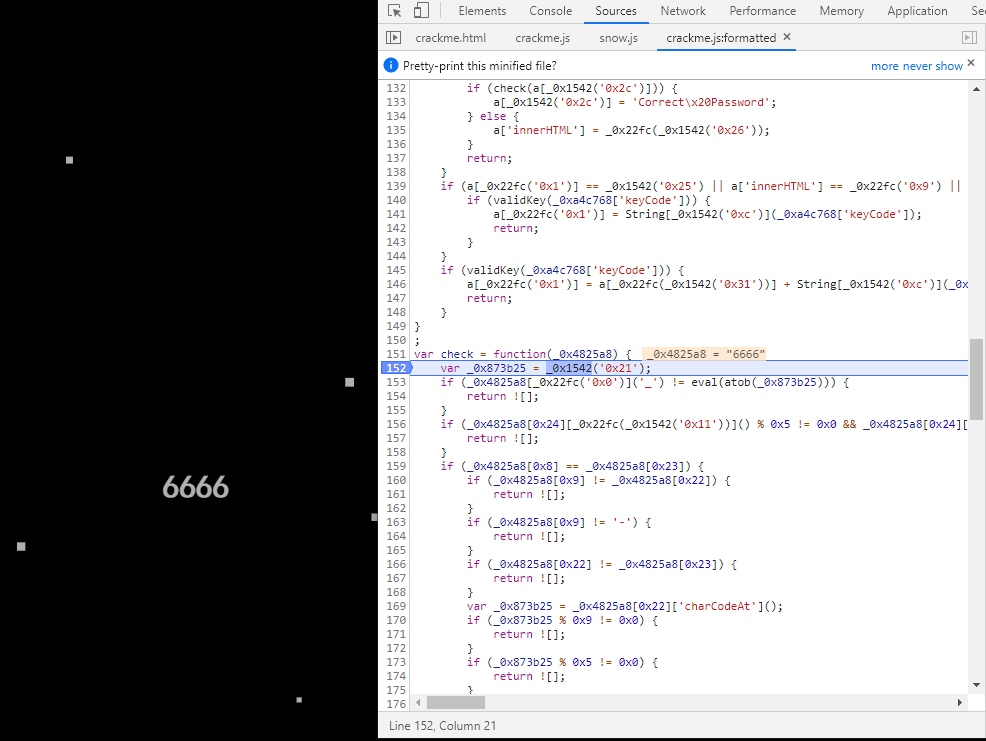 Elements Console Sources Network Performance Memory Application Se
crackme.html crackme.js snow.js crackme.js:formatted ×
i Pretty-print this minified file? more never show ×
132 if (check(a[_0x1542('0x2c')])) {
133 a[_0x1542('0x2c')] = 'Correct\x20Password';
134 } else {
135 a['innerHTML'] = _0x22fc(_0x1542('0x26'));
136 }
137 return;
138 }
139 if (a[_0x22fc('0x1')] == _0x1542('0x25') || a['innerHTML'] == _0x22fc('0x9') ||
140 if (validKey(_0xa4c768['keyCode'])) {
141 a[_0x22fc('0x1')] = String[_0x1542('0xc')](_0xa4c768['keyCode']);
142 return;
143 }
144 }
145 if (validKey(_0xa4c768['keyCode'])) {
146 a[_0x22fc('0x1')] = a[_0x22fc(_0x1542('0x31'))] + String[_0x1542('0xc')](_0x
147 return;
148 }
149 }
150 ;
151 var check = function(_0x4825a8) { _0x4825a8 = "6666"
152 var _0x873b25 = _0x1542('0x21');
153 if (_0x4825a8[_0x22fc('0x0')]('_') != eval(atob(_0x873b25))) {
154 return ![];
155 }
156 if (_0x4825a8[0x24][_0x22fc(_0x1542('0x11'))]() % 0x5 != 0x0 && _0x4825a8[0x24][
157 return ![];
158 }
159 if (_0x4825a8[0x8] == _0x4825a8[0x23]) {
160 if (_0x4825a8[0x9] != _0x4825a8[0x22]) {
161 return ![];
162 }
163 if (_0x4825a8[0x9] != '-') {
164 return ![];
165 }
166 if (_0x4825a8[0x22] != _0x4825a8[0x23]) {
167 return ![];
168 }
169 var _0x873b25 = _0x4825a8[0x22]['charCodeAt']();
170 if (_0x873b25 % 0x9 != 0x0) {
171 return ![];
172 }
173 if (_0x873b25 % 0x5 != 0x0) {
174 return ![];
175 }
176
6666
Line 152, Column 21